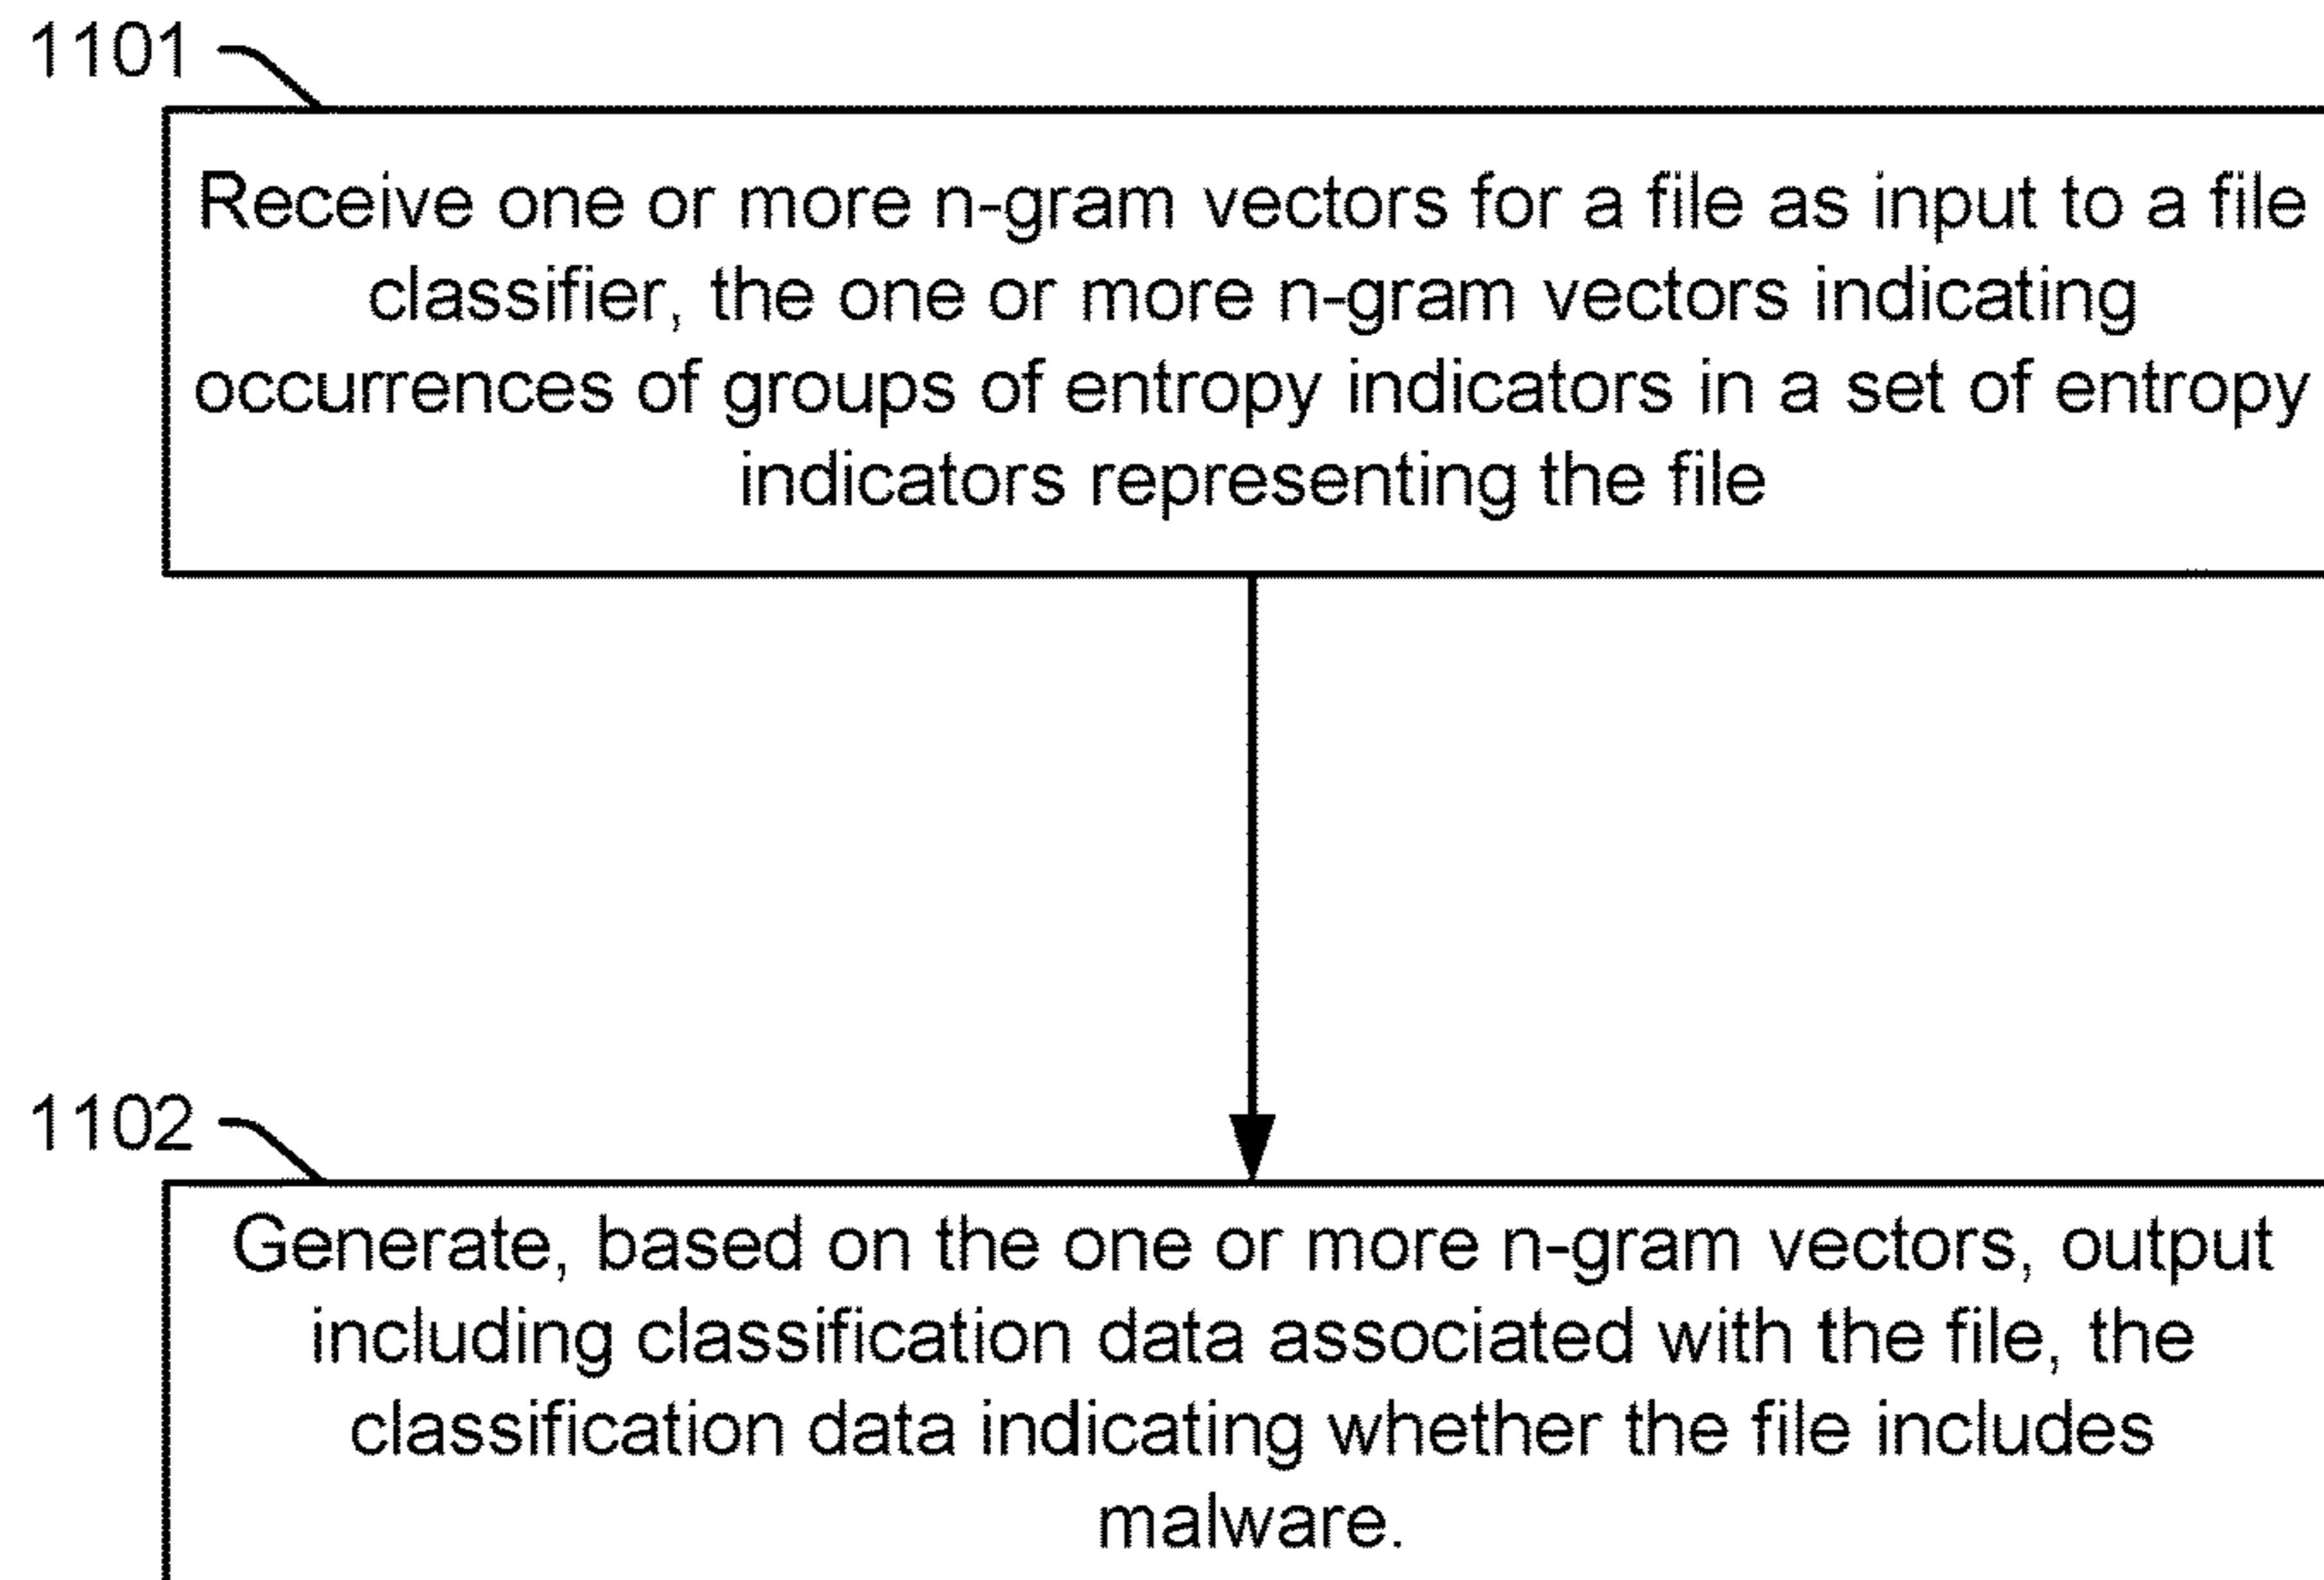 1101
Receive one or more n-gram vectors for a file as input to a file
classifier, the one or more n-gram vectors indicating
occurrences of groups of entropy indicators in a set of entropy
indicators representing the file
1102
Generate, based on the one or more n-gram vectors, output
including classification data associated with the file, the
classification data indicating whether the file includes
malware.